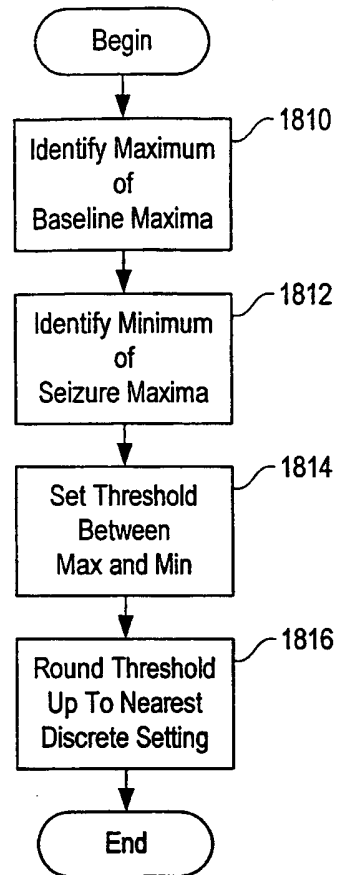 Begin
1810
Identify Maximum
of
Baseline Maxima
1812
Identify Minimum
of
Seizure Maxima
1814
Set Threshold
Between
Max and Min
1816
Round Threshold
Up To Nearest
Discrete Setting
End